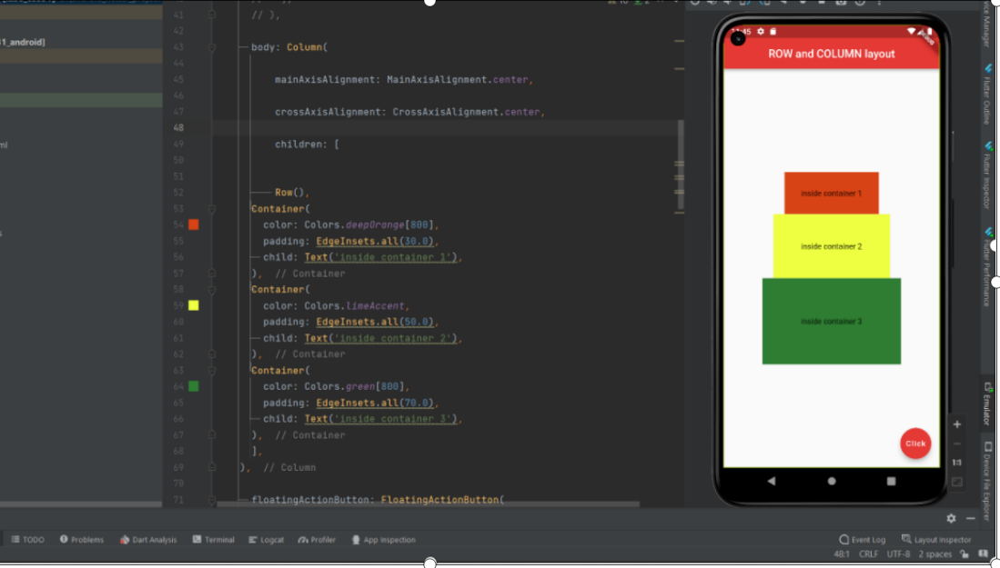 31_android]
41 // ),
42
43 body: Column(
44
45 mainAxisAlignment: MainAxisAlignment.center,
46
47 crossAxisAlignment: CrossAxisAlignment.center,
48
49 children: [
50
51
52 Row(),
53 Container(
54 color: Colors.deepOrange[800],
55 padding: EdgeInsets.all(30.0),
56 child: Text('inside container 1'),
57 ), // Container
58 Container(
59 color: Colors.limeAccent,
60 padding: EdgeInsets.all(50.0),
61 child: Text('inside container 2'),
62 ), // Container
63 Container(
64 color: Colors.green[800],
65 padding: EdgeInsets.all(70.0),
66 child: Text('inside container 3'),
67 ), // Container
68 ],
69 ), // Column
70
71 floatingActionButton: FloatingActionButton(
ROW and COLUMN layout
inside container 1
inside container 2
inside container 3
Click
1:1
Flutter Outline
Flutter Inspector
Flutter Performance
Emulator
Device File Explorer
TODO Problems Dart Analysis Terminal Logcat Profiler App Inspection Event Log Layout Inspector
48:1 CRLF UTF-8 2 spaces